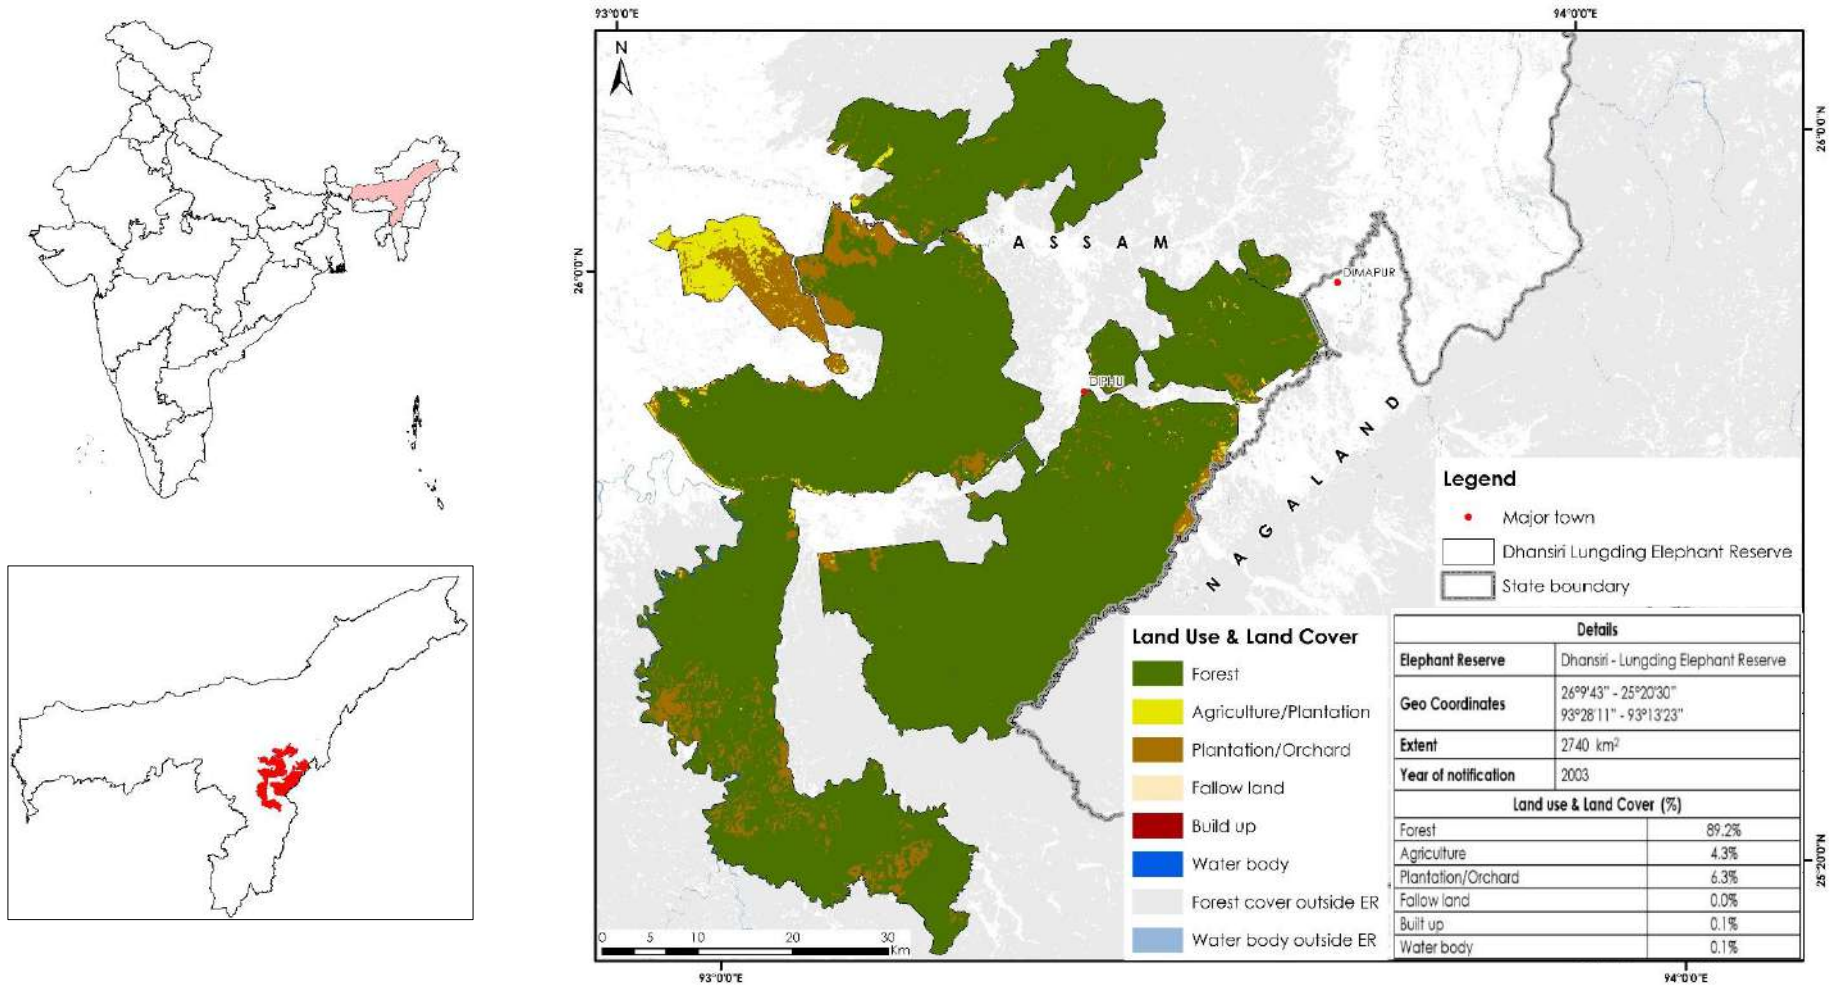 93°0'0"E
94°0'0"E
N
26°0'0"N
26°0'0"N
ASSAM
DIMAPUR
DIPHU
NAGALAND
Legend
Major town
Dhansiri Lungding Elephant Reserve
State boundary
Land Use & Land Cover
Forest
Agriculture/Plantation
Plantation/Orchard
Fallow land
Build up
Water body
Forest cover outside ER
Water body outside ER
Details
Elephant Reserve Dhansiri - Lungding Elephant Reserve
Geo Coordinates 26°9'43" - 25°20'30"
93°28'11" - 93°13'23"
Extent 2740 km²
Year of notification 2003
Land use & Land Cover (%)
Forest 89.2%
Agriculture 4.3%
Plantation/Orchard 6.3%
Fallow land 0.0%
Built up 0.1%
Water body 0.1%
25°20'0"N
0 5 10 20 30
Km
93°0'0"E
94°0'0"E